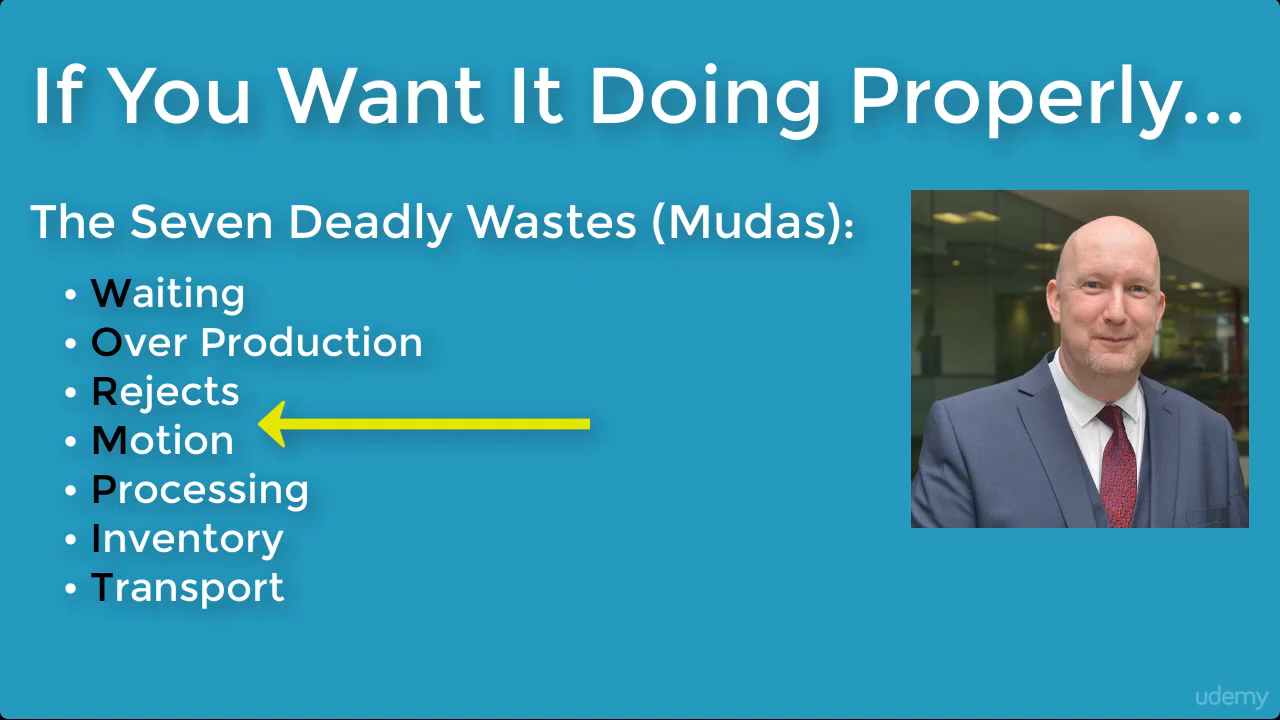 If You Want It Doing Properly...
The Seven Deadly Wastes (Mudas):
• Waiting
• Over Production
• Rejects
• Motion
• Processing
• Inventory
• Transport
udemy